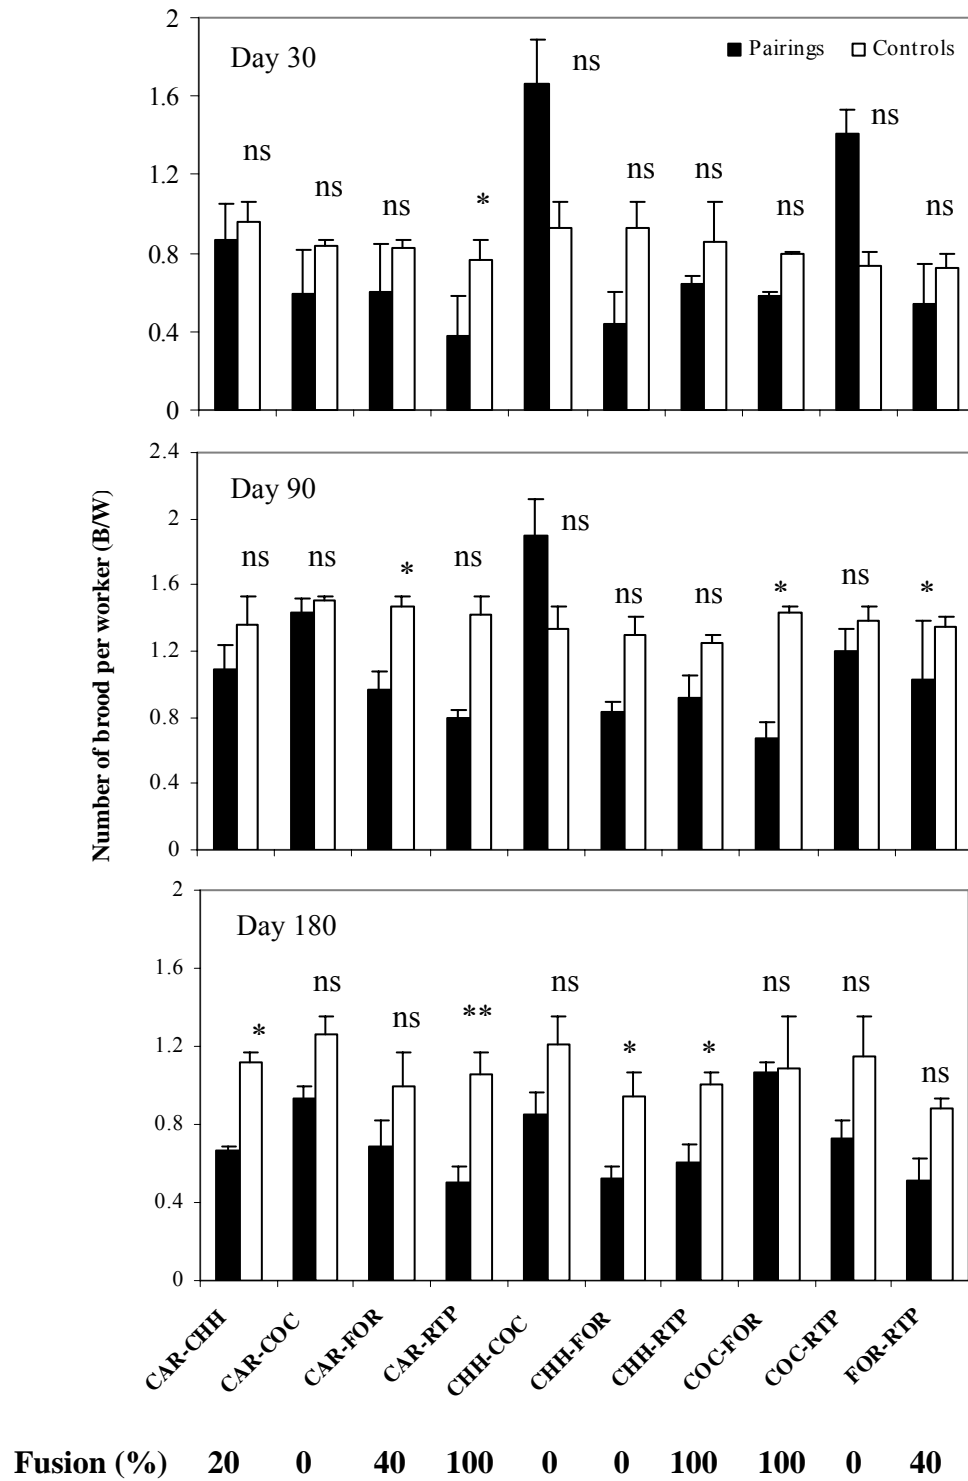 2
Day 30
Pairings Controls
ns
1.6
ns
1.2
ns
ns
ns
*
ns
ns
ns
ns
0.8
0.4
0
2.4
Day 90
2
ns
1.6
ns
ns
*
ns
ns
ns
*
ns
*
1.2
0.8
0.4
0
Number of brood per worker (B/W)
2
Day 180
1.6
ns
ns
ns
ns
1.2
*
ns
**
*
*
ns
0.8
0.4
0
CAR-CHH
CAR-COC
CAR-FOR
CAR-RTP
CHH-COC
CHH-FOR
CHH-RTP
COC-FOR
COC-RTP
FOR-RTP
Fusion (%) 20 0 40 100 0 0 100 100 0 40